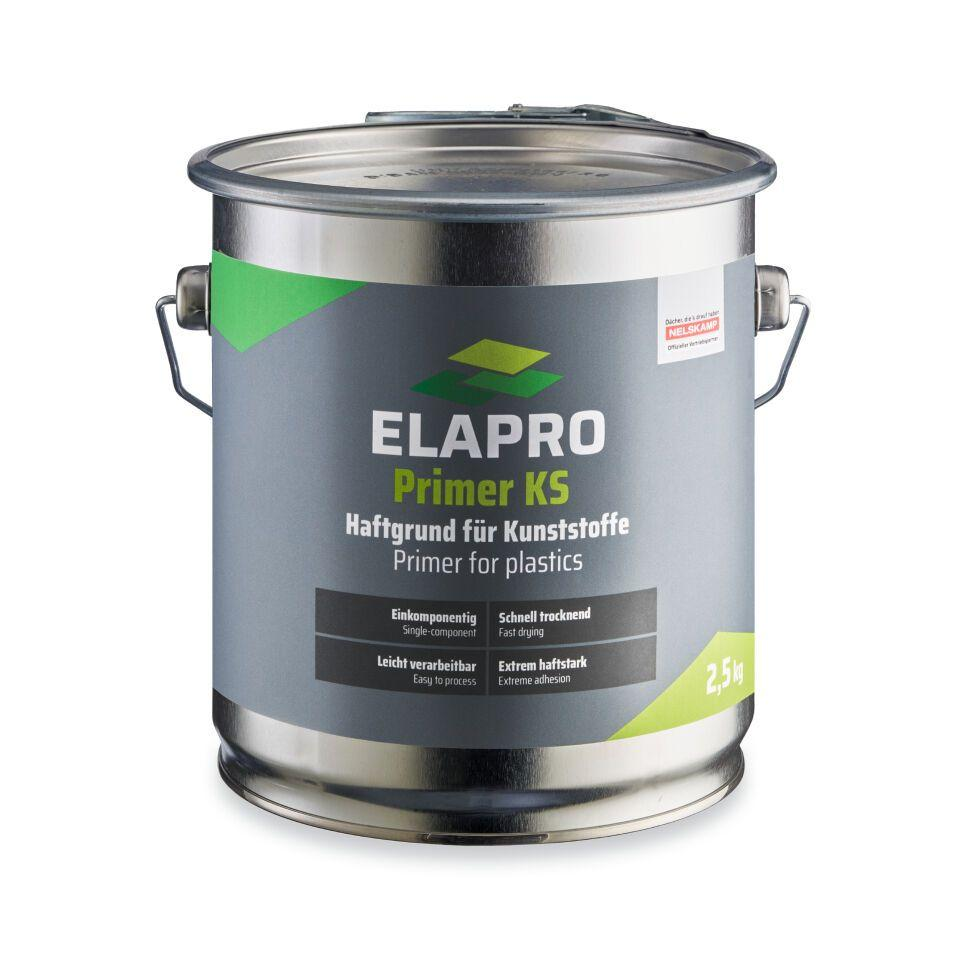 Dächer, die's drauf haben
NELSKAMP
Offizieller Vertriebspartner
ELAPRO
Primer KS
Haftgrund für Kunststoffe
Primer for plastics
Einkomponentig
Single-component
Schnell trocknend
Fast drying
Leicht verarbeitbar
Easy to process
Extrem haftstark
Extreme adhesion
2,5 kg